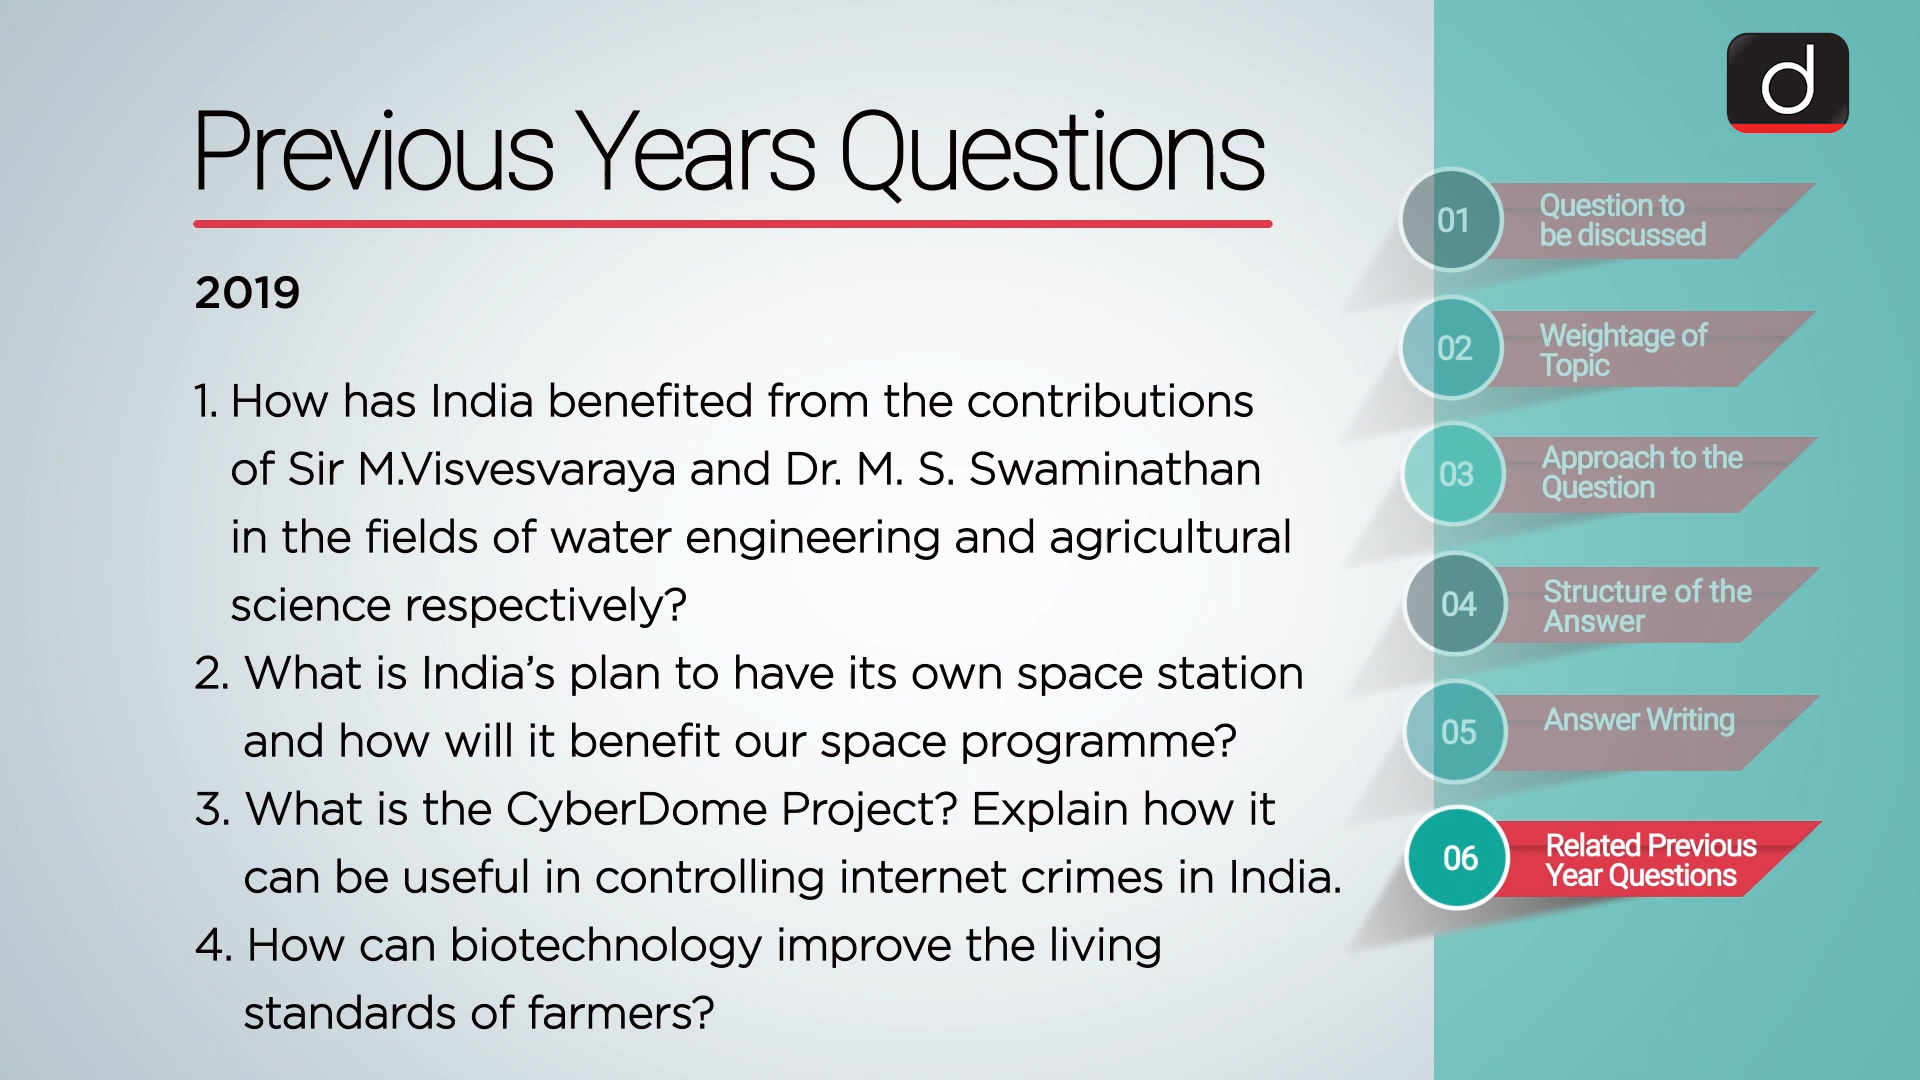 Previous Years Questions
2019
1. How has India benefited from the contributions
of Sir M.Visvesvaraya and Dr. M. S. Swaminathan
in the fields of water engineering and agricultural
science respectively?
2. What is India’s plan to have its own space station
and how will it benefit our space programme?
3. What is the CyberDome Project? Explain how it
can be useful in controlling internet crimes in India.
4. How can biotechnology improve the living
standards of farmers?
d
01
Question to
be discussed
02
Weightage of
Topic
03
Approach to the
Question
04
Structure of the
Answer
05
Answer Writing
06
Related Previous
Year Questions